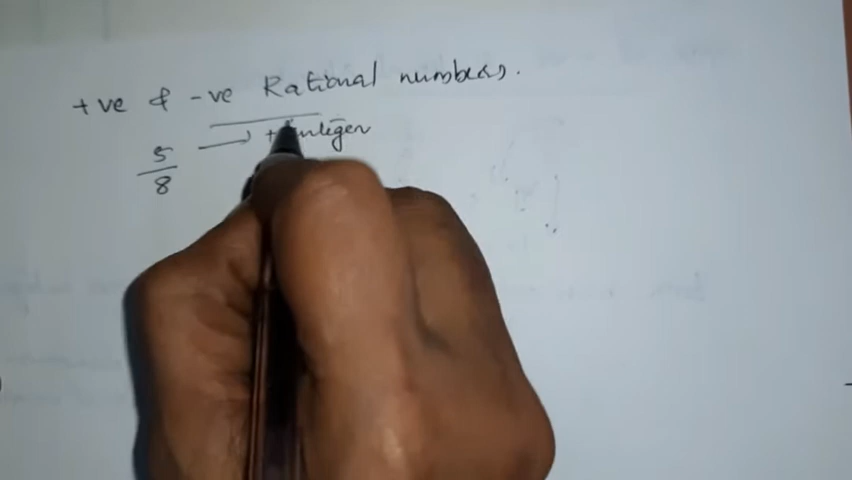 +ve & -ve Rational numbers.
5 → + integer
8